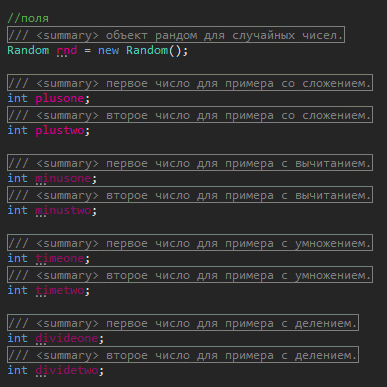 //поля
/// <summary> объект рандом для случайных чисел.
Random rnd = new Random();
/// <summary> первое число для примера со сложением.
int plusone;
/// <summary> второе число для примера со сложением.
int plustwo;
/// <summary> первое число для примера с вычитанием.
int minusone;
/// <summary> второе число для примера с вычитанием.
int minustwo;
/// <summary> первое число для примера с умножением.
int timeone;
/// <summary> второе число для примера с умножением.
int timetwo;
/// <summary> первое число для примера с делением.
int divideone;
/// <summary> второе число для примера с делением.
int dividetwo;